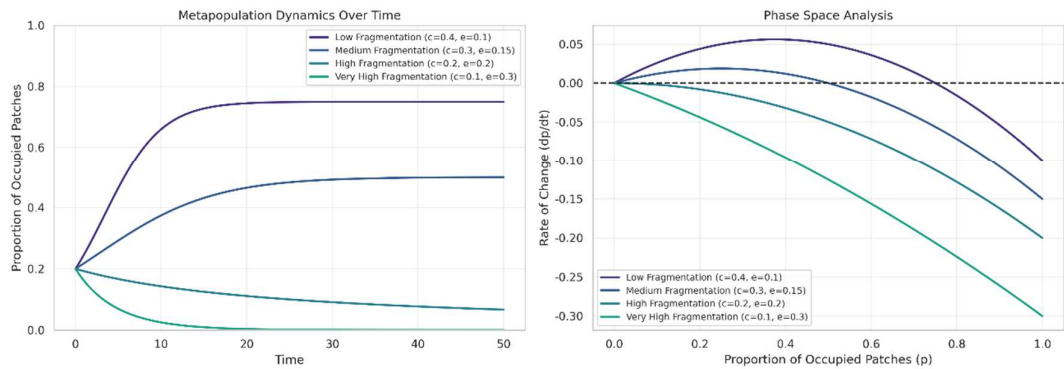 Metapopulation Dynamics Over Time
1.0
0.8
0.6
0.4
0.2
0.0
Proportion of Occupied Patches
0
10
20
30
40
50
Time
Low Fragmentation (c=0.4, e=0.1)
Medium Fragmentation (c=0.3, e=0.15)
High Fragmentation (c=0.2, e=0.2)
Very High Fragmentation (c=0.1, e=0.3)
Phase Space Analysis
0.05
0.00
-0.05
-0.10
-0.15
-0.20
-0.25
-0.30
Rate of Change (dp/dt)
0.0
0.2
0.4
0.6
0.8
1.0
Proportion of Occupied Patches (p)
Low Fragmentation (c=0.4, e=0.1)
Medium Fragmentation (c=0.3, e=0.15)
High Fragmentation (c=0.2, e=0.2)
Very High Fragmentation (c=0.1, e=0.3)